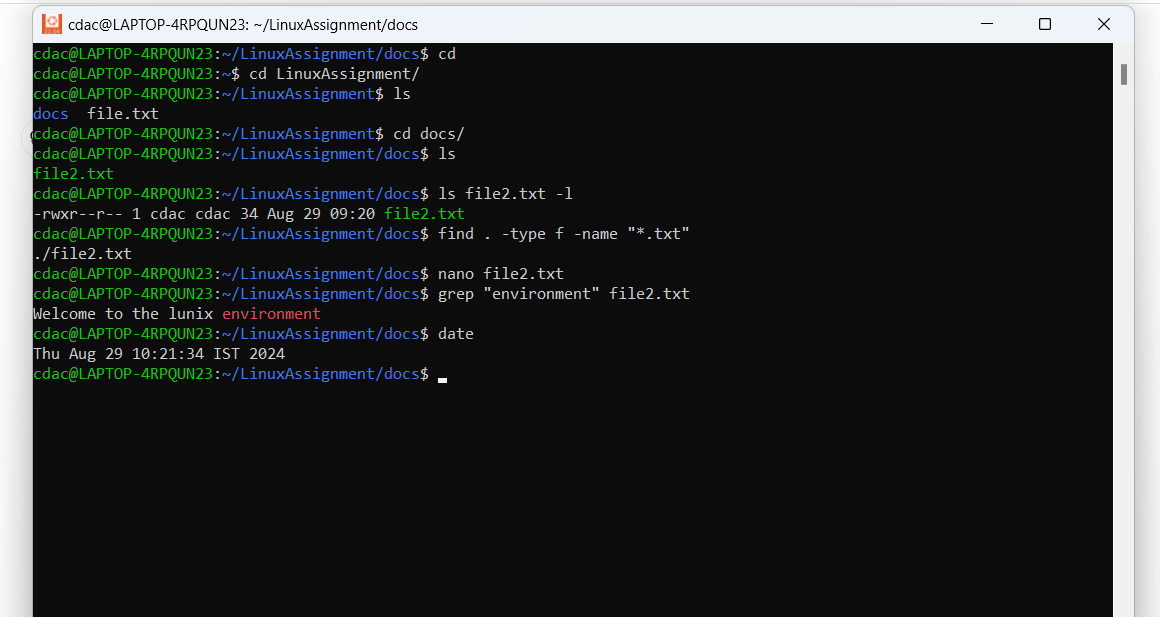 cdac@LAPTOP-4RPQUN23: ~/LinuxAssignment/docs
cdac@LAPTOP-4RPQUN23:~/LinuxAssignment/docs$ cd
cdac@LAPTOP-4RPQUN23:~$ cd LinuxAssignment/
cdac@LAPTOP-4RPQUN23:~/LinuxAssignment$ ls
docs  file.txt
cdac@LAPTOP-4RPQUN23:~/LinuxAssignment$ cd docs/
cdac@LAPTOP-4RPQUN23:~/LinuxAssignment/docs$ ls
file2.txt
cdac@LAPTOP-4RPQUN23:~/LinuxAssignment/docs$ ls file2.txt -l
-rwxr--r-- 1 cdac cdac 34 Aug 29 09:20 file2.txt
cdac@LAPTOP-4RPQUN23:~/LinuxAssignment/docs$ find . -type f -name "*.txt"
./file2.txt
cdac@LAPTOP-4RPQUN23:~/LinuxAssignment/docs$ nano file2.txt
cdac@LAPTOP-4RPQUN23:~/LinuxAssignment/docs$ grep "environment" file2.txt
Welcome to the lunix environment
cdac@LAPTOP-4RPQUN23:~/LinuxAssignment/docs$ date
Thu Aug 29 10:21:34 IST 2024
cdac@LAPTOP-4RPQUN23:~/LinuxAssignment/docs$